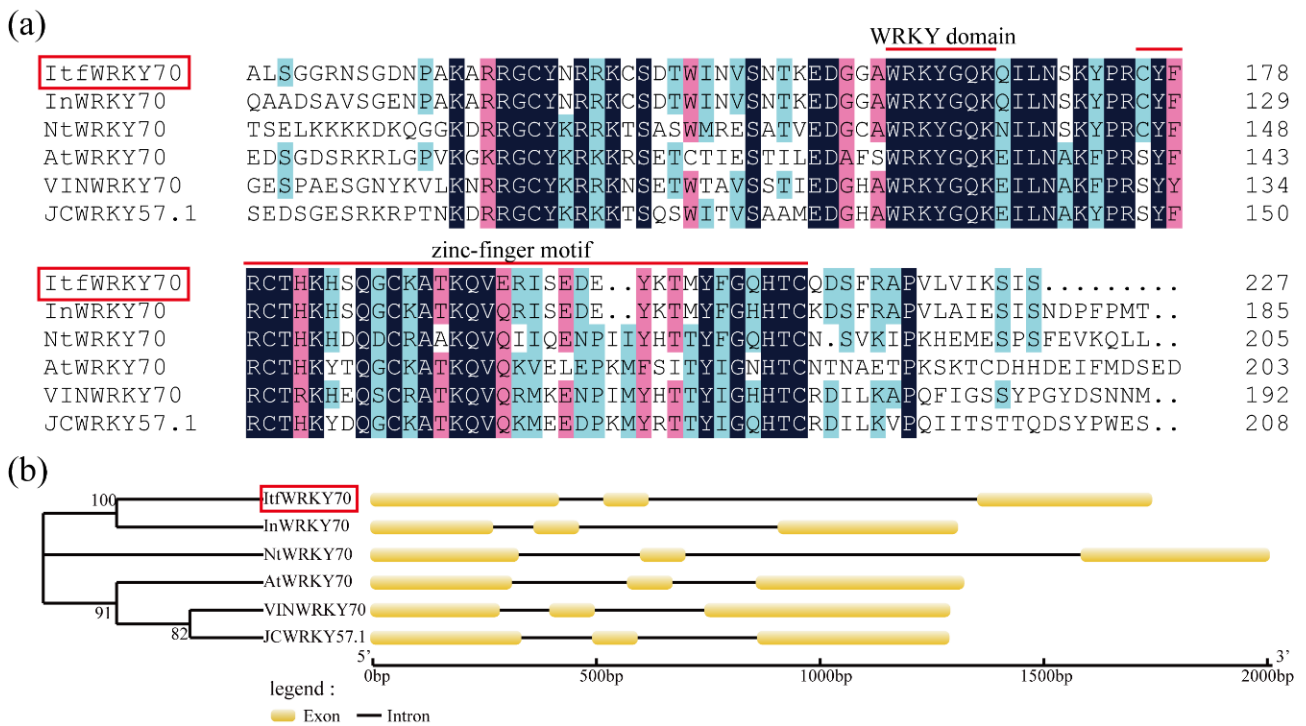 (a)
WRKY domain
ItfWRKY70 ALSGGRNSGDNPAKARRGCYNRRKCSDTWINVSNTKEDGGAWRKYGQKQILNSKYPRCYF 178
InWRKY70 QAADSAVSGENPAKARRGCYNRRKCSDTWINVSNTKEDGGAWRKYGQKQILNSKYPRCYF 129
NtWRKY70 TSELKKKKDKQGGKDRRGCYKRRKTSASWMRESATVEDGCAWRKYGQKNILNSKYPRCYF 148
AtWRKY70 EDSGDSRKRLGPVKGKRGCYKRKKRSETCTIESTILEDAFSWRKYGQKEILNAKFPRSYF 143
VINWRKY70 GESPAESGNYKVLKNRRGCYKRRKNSETWTAVSSTIEDGHAWRKYGQKEILNAKFPRSYY 134
JCWRKY57.1 SEDSGESRKRPTNKDRRGCYKRKKTSQSWITVSAAMEDGHAWRKYGQKEILNAKYPRSYF 150
zinc-finger motif
ItfWRKY70 RCTHKHSQGCKATKQVERISEDE..YKTMYFGQHTCQDSFRAPVLVIKSIS......... 227
InWRKY70 RCTHKHSQGCKATKQVQRISEDE..YKTMYFGHHTCKDSFRAPVLAIESISNDPFPMT.. 185
NtWRKY70 RCTHKHDQDCRAAKQVQIIQENPIIYHTTYFGQHTCN.SVKIPKHEMESPSFEVKQLL.. 205
AtWRKY70 RCTHKYTQGCKATKQVQKVELEPKMFSITYIGNHTCNTNAETPKSKTCDHHDEIFMDSED 203
VINWRKY70 RCTRKHEQSCRATKQVQRMKENPIMYHTTYIGHHTCRDILKAPQFIGSSYPGYDSNNM.. 192
JCWRKY57.1 RCTHKYDQGCKATKQVQKMEEDPKMYRTTYIGQHTCRDILKVPQIITSTTQDSYPWES.. 208
(b)
100
ItfWRKY70
InWRKY70
NtWRKY70
AtWRKY70
91
VINWRKY70
82
JCWRKY57.1
5’ 3’
0bp 500bp 1000bp 1500bp 2000bp
legend :
Exon Intron